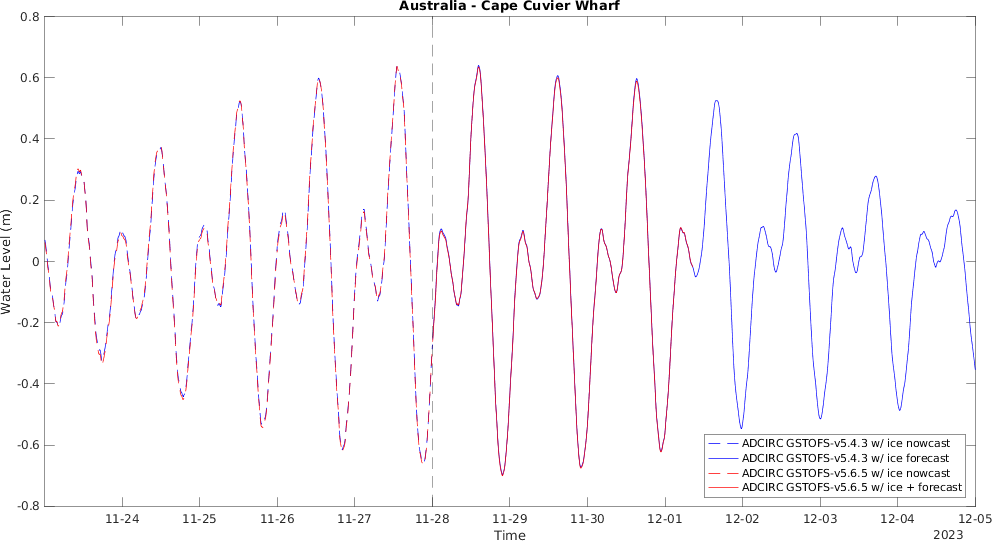 Australia - Cape Cuvier Wharf
Water Level (m)
0.8
0.6
0.4
0.2
0
-0.2
-0.4
-0.6
-0.8
ADCIRC GSTOFS-v5.4.3 w/ ice nowcast
ADCIRC GSTOFS-v5.4.3 w/ ice forecast
ADCIRC GSTOFS-v5.6.5 w/ ice nowcast
ADCIRC GSTOFS-v5.6.5 w/ ice + forecast
11-24 11-25 11-26 11-27 11-28 11-29 11-30 12-01 12-02 12-03 12-04 12-05
Time
2023